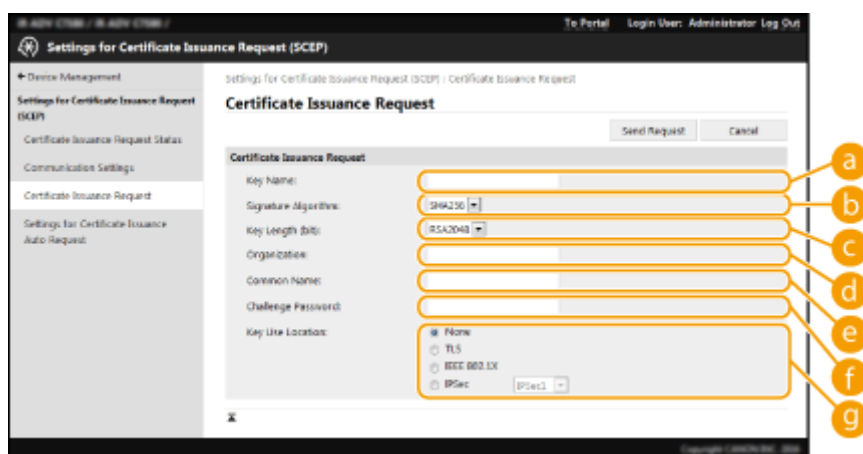 To Portal Login User: Administrator Log Out
Settings for Certificate Issuance Request (SCEP)
Device Management
Settings for Certificate Issuance Request
(SCEP)
Certificate Issuance Request Status
Communication Settings
Certificate Issuance Request
Settings for Certificate Issuance
Auto Request
Settings for Certificate Issuance Request (SCEP) : Certificate Issuance Request
Certificate Issuance Request
Send Request Cancel
Certificate Issuance Request
Key Name: a
Signature Algorithm: SHA256 b
Key Length (bit): RSA2048 c
Organization: d
Common Name: e
Challenge Password: f
Key Use Location: None
TLS
IEEE 802.1X
IPSec IPSec1
g
Copyright CANON INC.